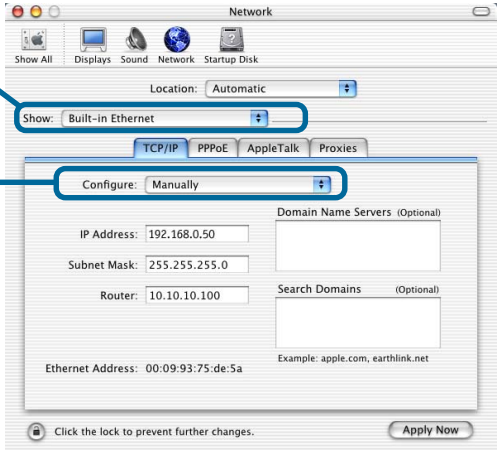 Network
Show All Displays Sound Network Startup Disk
Location: Automatic
Show: Built-in Ethernet
TCP/IP PPPoE AppleTalk Proxies
Configure: Manually
Domain Name Servers (Optional)
IP Address: 192.168.0.50
Subnet Mask: 255.255.255.0
Router: 10.10.10.100
Search Domains (Optional)
Example: apple.com, earthlink.net
Ethernet Address: 00:09:93:75:de:5a
Click the lock to prevent further changes.
Apply Now